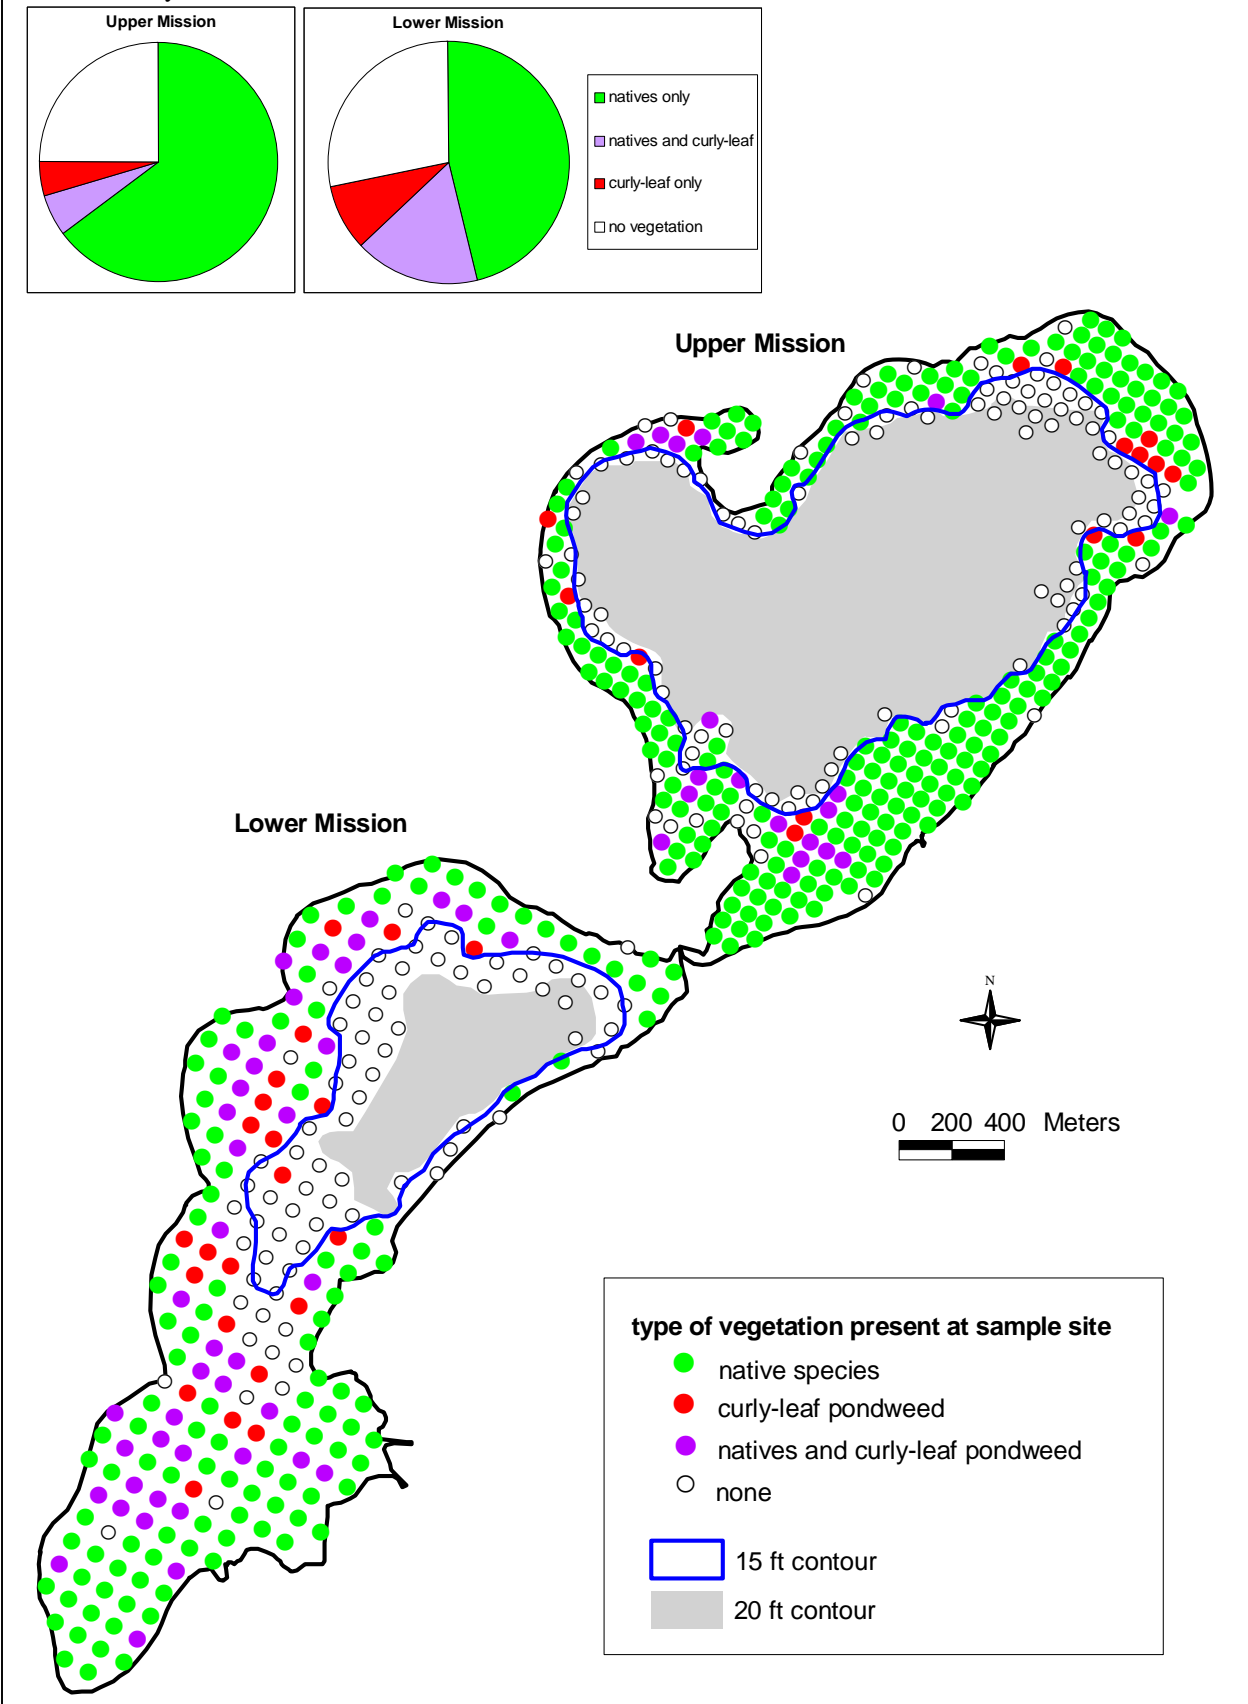 Upper Mission
Lower Mission
natives only
natives and curly-leaf
curly-leaf only
no vegetation
Upper Mission
Lower Mission
N
0 200 400 Meters
type of vegetation present at sample site
native species
curly-leaf pondweed
natives and curly-leaf pondweed
none
15 ft contour
20 ft contour